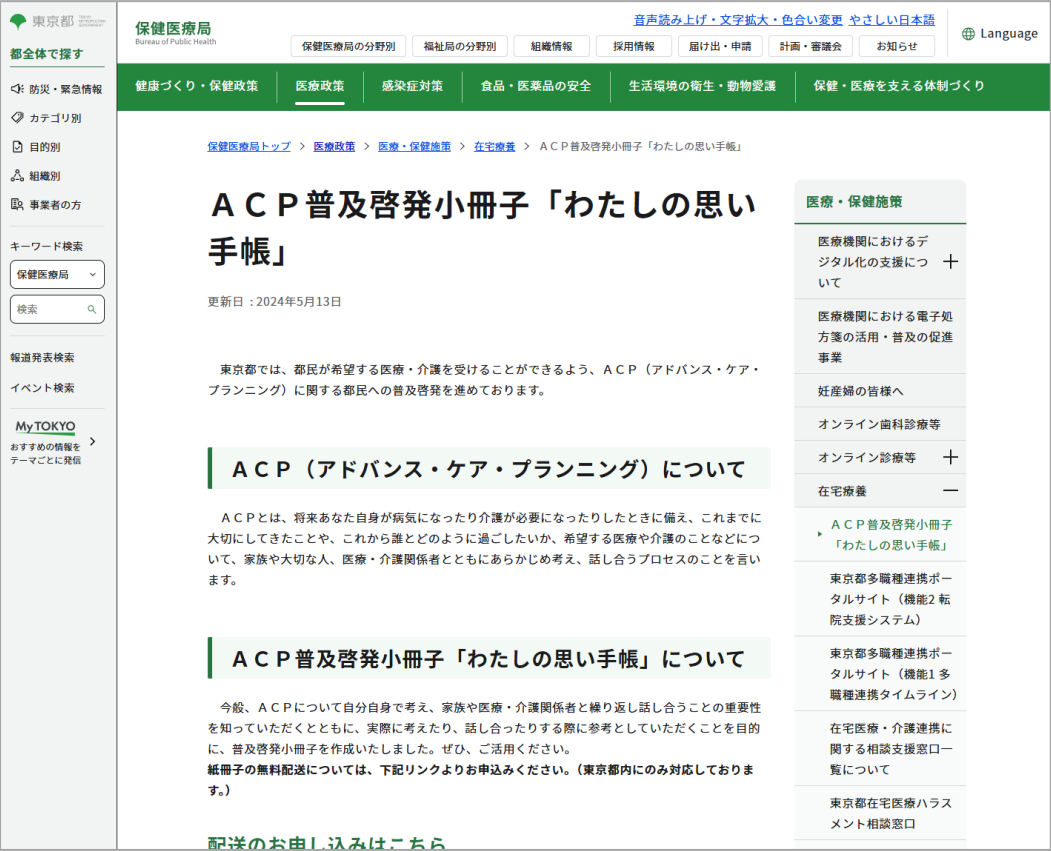 東京都
都全体で探す
防災・緊急情報
カテゴリ別
目的別
組織別
事業者の方
キーワード検索
保健医療局
検索
報道発表検索
イベント検索
My TOKYO
おすすめの情報を
テーマごとに発信
保健医療局
Bureau of Public Health
音声読み上げ・文字拡大・色合い変更 やさしい日本語
Language
保健医療局の分野別 福祉局の分野別 組織情報 採用情報 届け出・申請 計画・審議会 お知らせ
健康づくり・保健政策 医療政策 感染症対策 食品・医薬品の安全 生活環境の衛生・動物愛護 保健・医療を支える体制づくり
保健医療局トップ > 医療政策 > 医療・保健施策 > 在宅療養 > ＡＣＰ普及啓発小冊子「わたしの思い手帳」
ＡＣＰ普及啓発小冊子「わたしの思い
手帳」
更新日：2024年5月13日
東京都では、都民が希望する医療・介護を受けることができるよう、ＡＣＰ（アドバンス・ケア・
プランニング）に関する都民への普及啓発を進めております。
ＡＣＰ（アドバンス・ケア・プランニング）について
ＡＣＰとは、将来あなた自身が病気になったり介護が必要になったりしたときに備え、これまでに
大切にしてきたことや、これから誰とどのように過ごしたいか、希望する医療や介護のことなどにつ
いて、家族や大切な人、医療・介護関係者とともにあらかじめ考え、話し合うプロセスのことを言い
ます。
ＡＣＰ普及啓発小冊子「わたしの思い手帳」について
今般、ＡＣＰについて自分自身で考え、家族や医療・介護関係者と繰り返し話し合うことの重要性
を知っていただくとともに、実際に考えたり、話し合ったりする際に参考としていただくことを目的
に、普及啓発小冊子を作成いたしました。ぜひ、ご活用ください。
紙冊子の無料配送については、下記リンクよりお申込みください。（東京都内にのみ対応しておりま
す。）
配送のお申し込みはこちら
医療・保健施策
医療機関におけるデ
ジタル化の支援につ
いて
医療機関における電子処
方箋の活用・普及の促進
事業
妊産婦の皆様へ
オンライン歯科診療等
オンライン診療等
在宅療養
ＡＣＰ普及啓発小冊子
「わたしの思い手帳」
東京都多職種連携ポー
タルサイト（機能2 転
院支援システム）
東京都多職種連携ポー
タルサイト（機能1 多
職種連携タイムライン）
在宅医療・介護連携に
関する相談支援窓口一
覧について
東京都在宅医療ハラス
メント相談窓口